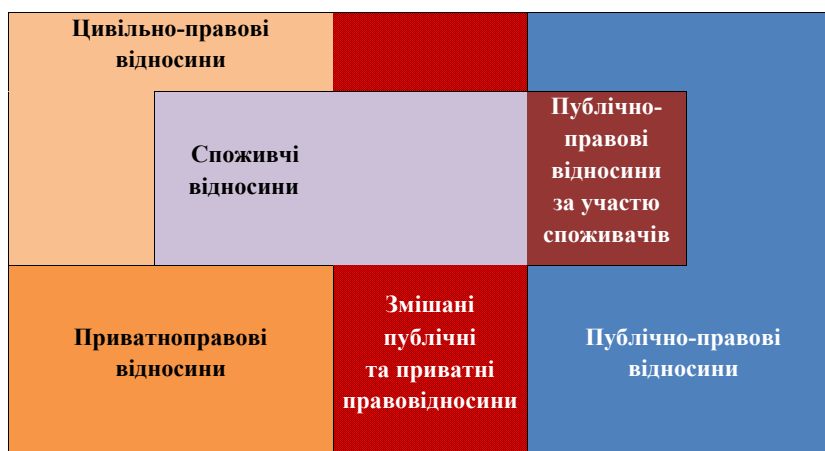 Цивільно-правові
відносини
Споживчі
відносини
Публічно-
правові
відносини
за участю
споживачів
Приватноправові
відносини
Змішані
публічні
та приватні
правовідносини
Публічно-правові
відносини